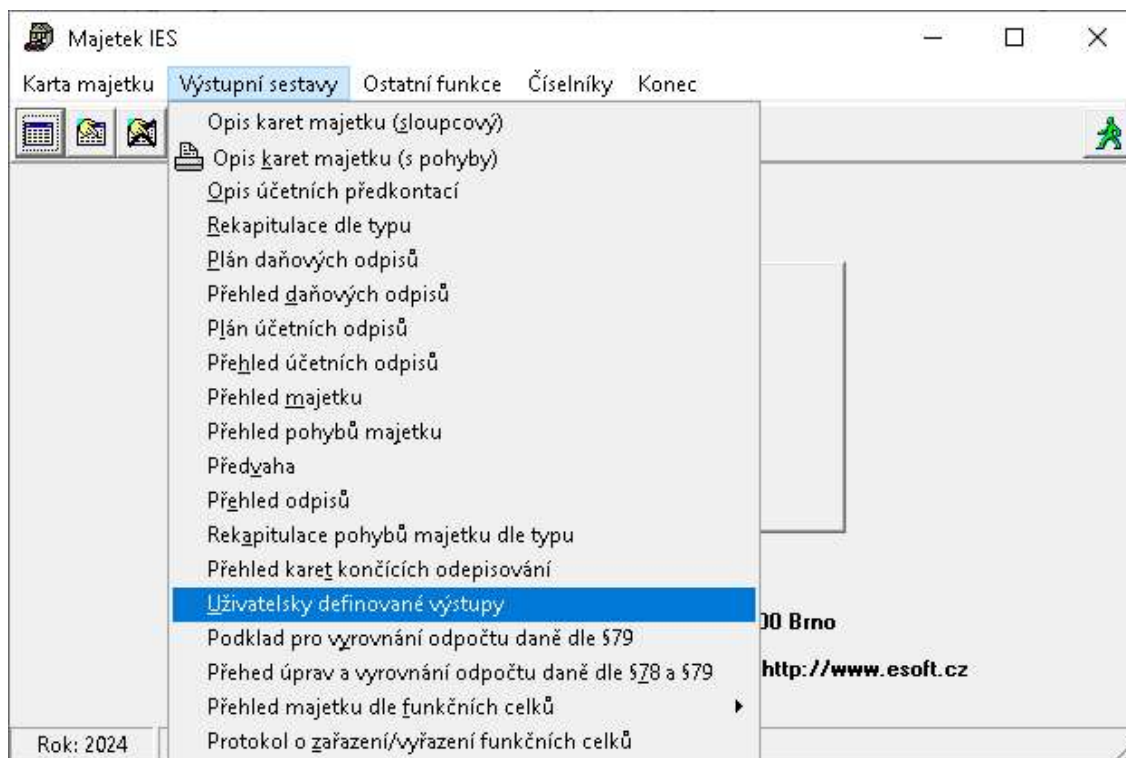 Majetek IES
Karta majetku Výstupní sestavy Ostatní funkce Číselníky Konec
Opis karet majetku (sloupcový)
Opis karet majetku (s pohyby)
Opis účetních předkontací
Rekapitulace dle typu
Plán daňových odpisů
Přehled daňových odpisů
Plán účetních odpisů
Přehled účetních odpisů
Přehled majetku
Přehled pohybů majetku
Předvaha
Přehled odpisů
Rekapitulace pohybů majetku dle typu
Přehled karet končících odepisování
Uživatelsky definované výstupy
00 Brno
Podklad pro vyrovnání odpočtu daně dle §79
Přehed úprav a vyrovnání odpočtu daně dle §78 a §79
http://www.esoft.cz
Přehled majetku dle funkčních celků
Protokol o zařazení/vyřazení funkčních celků
Rok: 2024